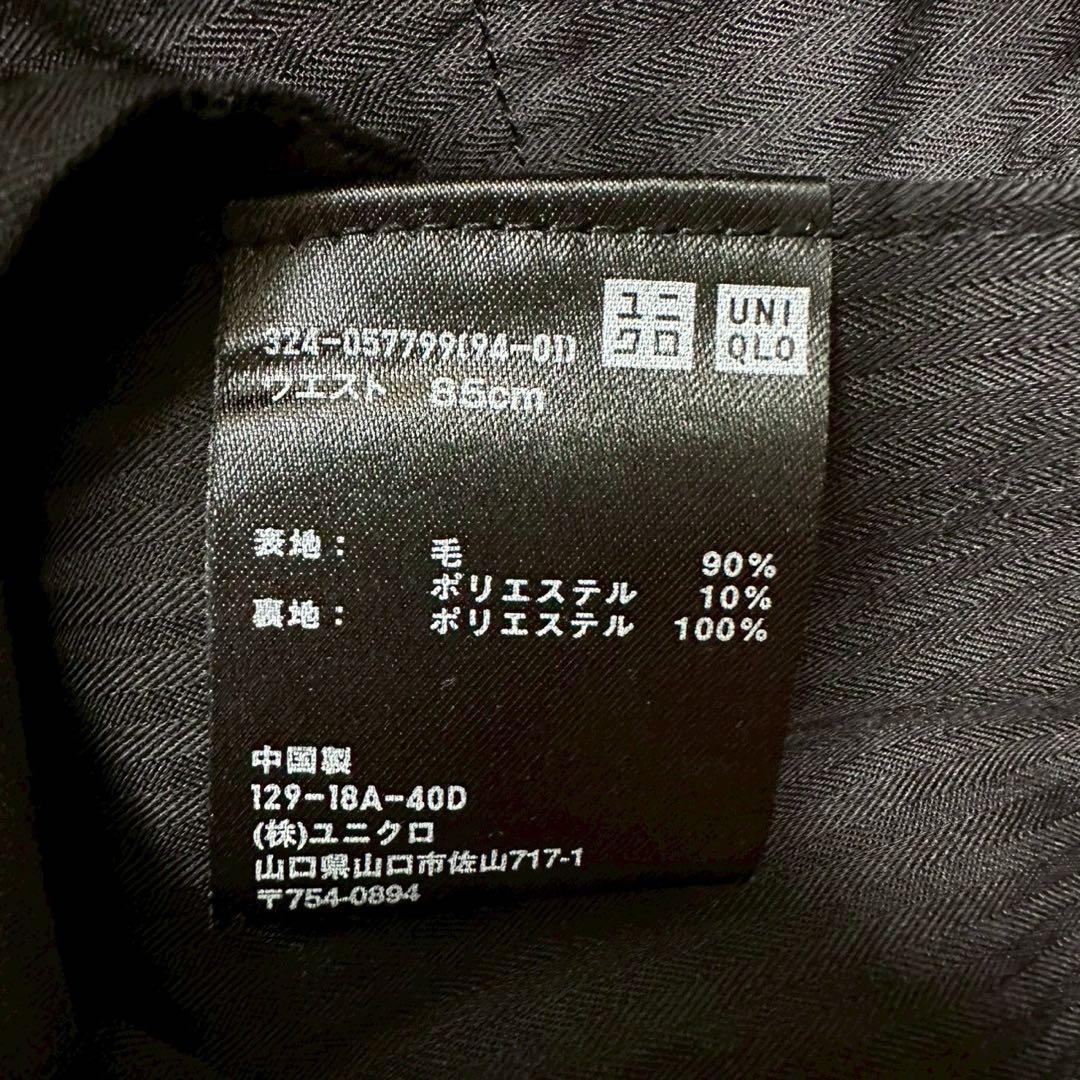 ユニ
クロ
UNI
QLO
324-057799(94-01)
ウエスト 85cm
表地： 毛 90%
ポリエステル 10%
裏地： ポリエステル 100%
中国製
129-18A-40D
(株)ユニクロ
山口県山口市佐山717-1
〒754-0894